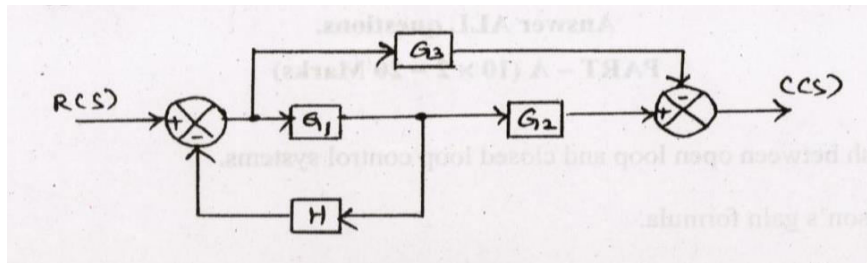 Answer ALL questions.
PART – A (10 × 2 = 20 Marks)
G3
R(S)
C(S)
+
-
G1
G2
+
-
between open loop and closed loop control systems.
H
son's gain formula.